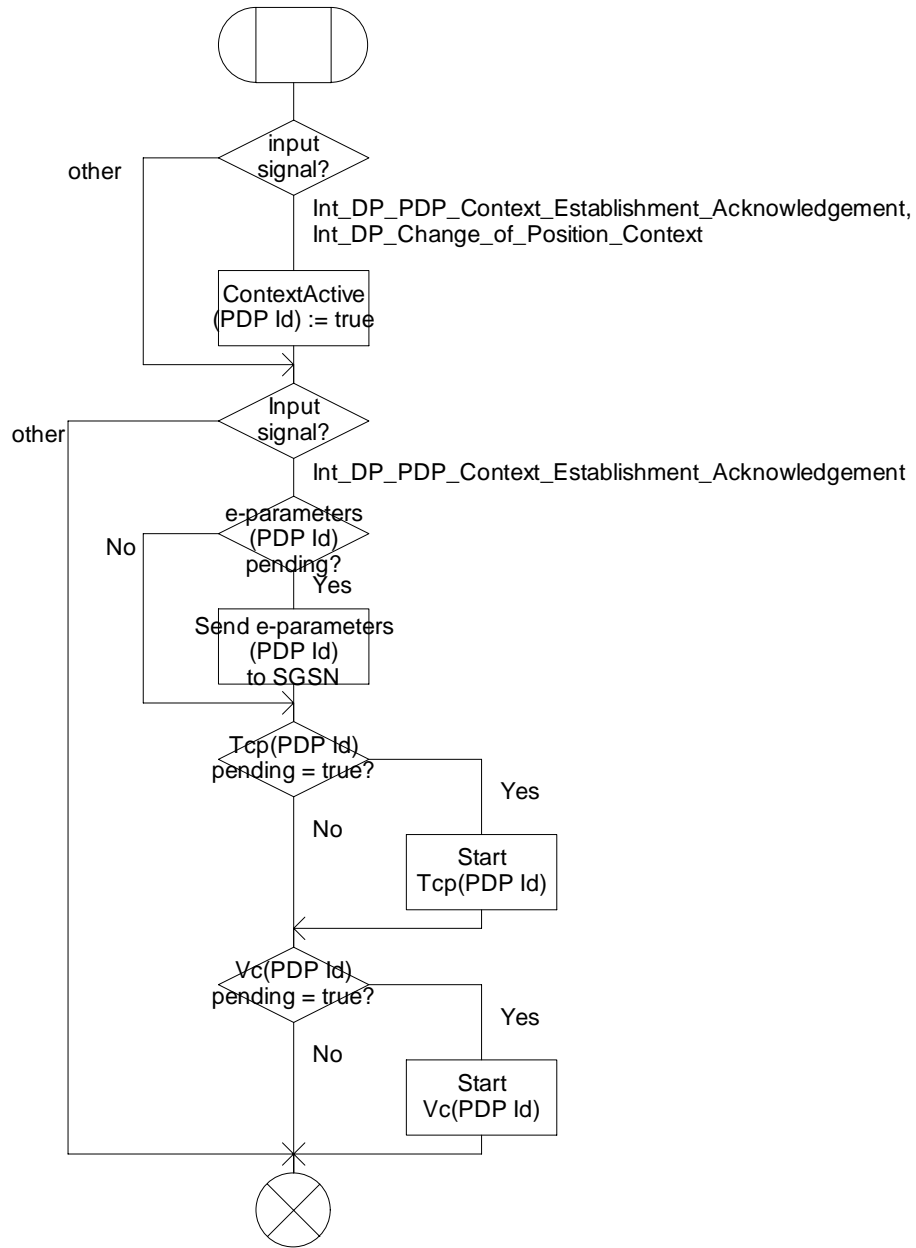 input
signal?
other
Int_DP_PDP_Context_Establishment_Acknowledgement,
Int_DP_Change_of_Position_Context
ContextActive
(PDP Id) := true
Input
signal?
other
Int_DP_PDP_Context_Establishment_Acknowledgement
e-parameters
(PDP Id)
pending?
No
Yes
Send e-parameters
(PDP Id)
to SGSN
Tcp(PDP Id)
pending = true?
Yes
No
Start
Tcp(PDP Id)
Vc(PDP Id)
pending = true?
Yes
No
Start
Vc(PDP Id)